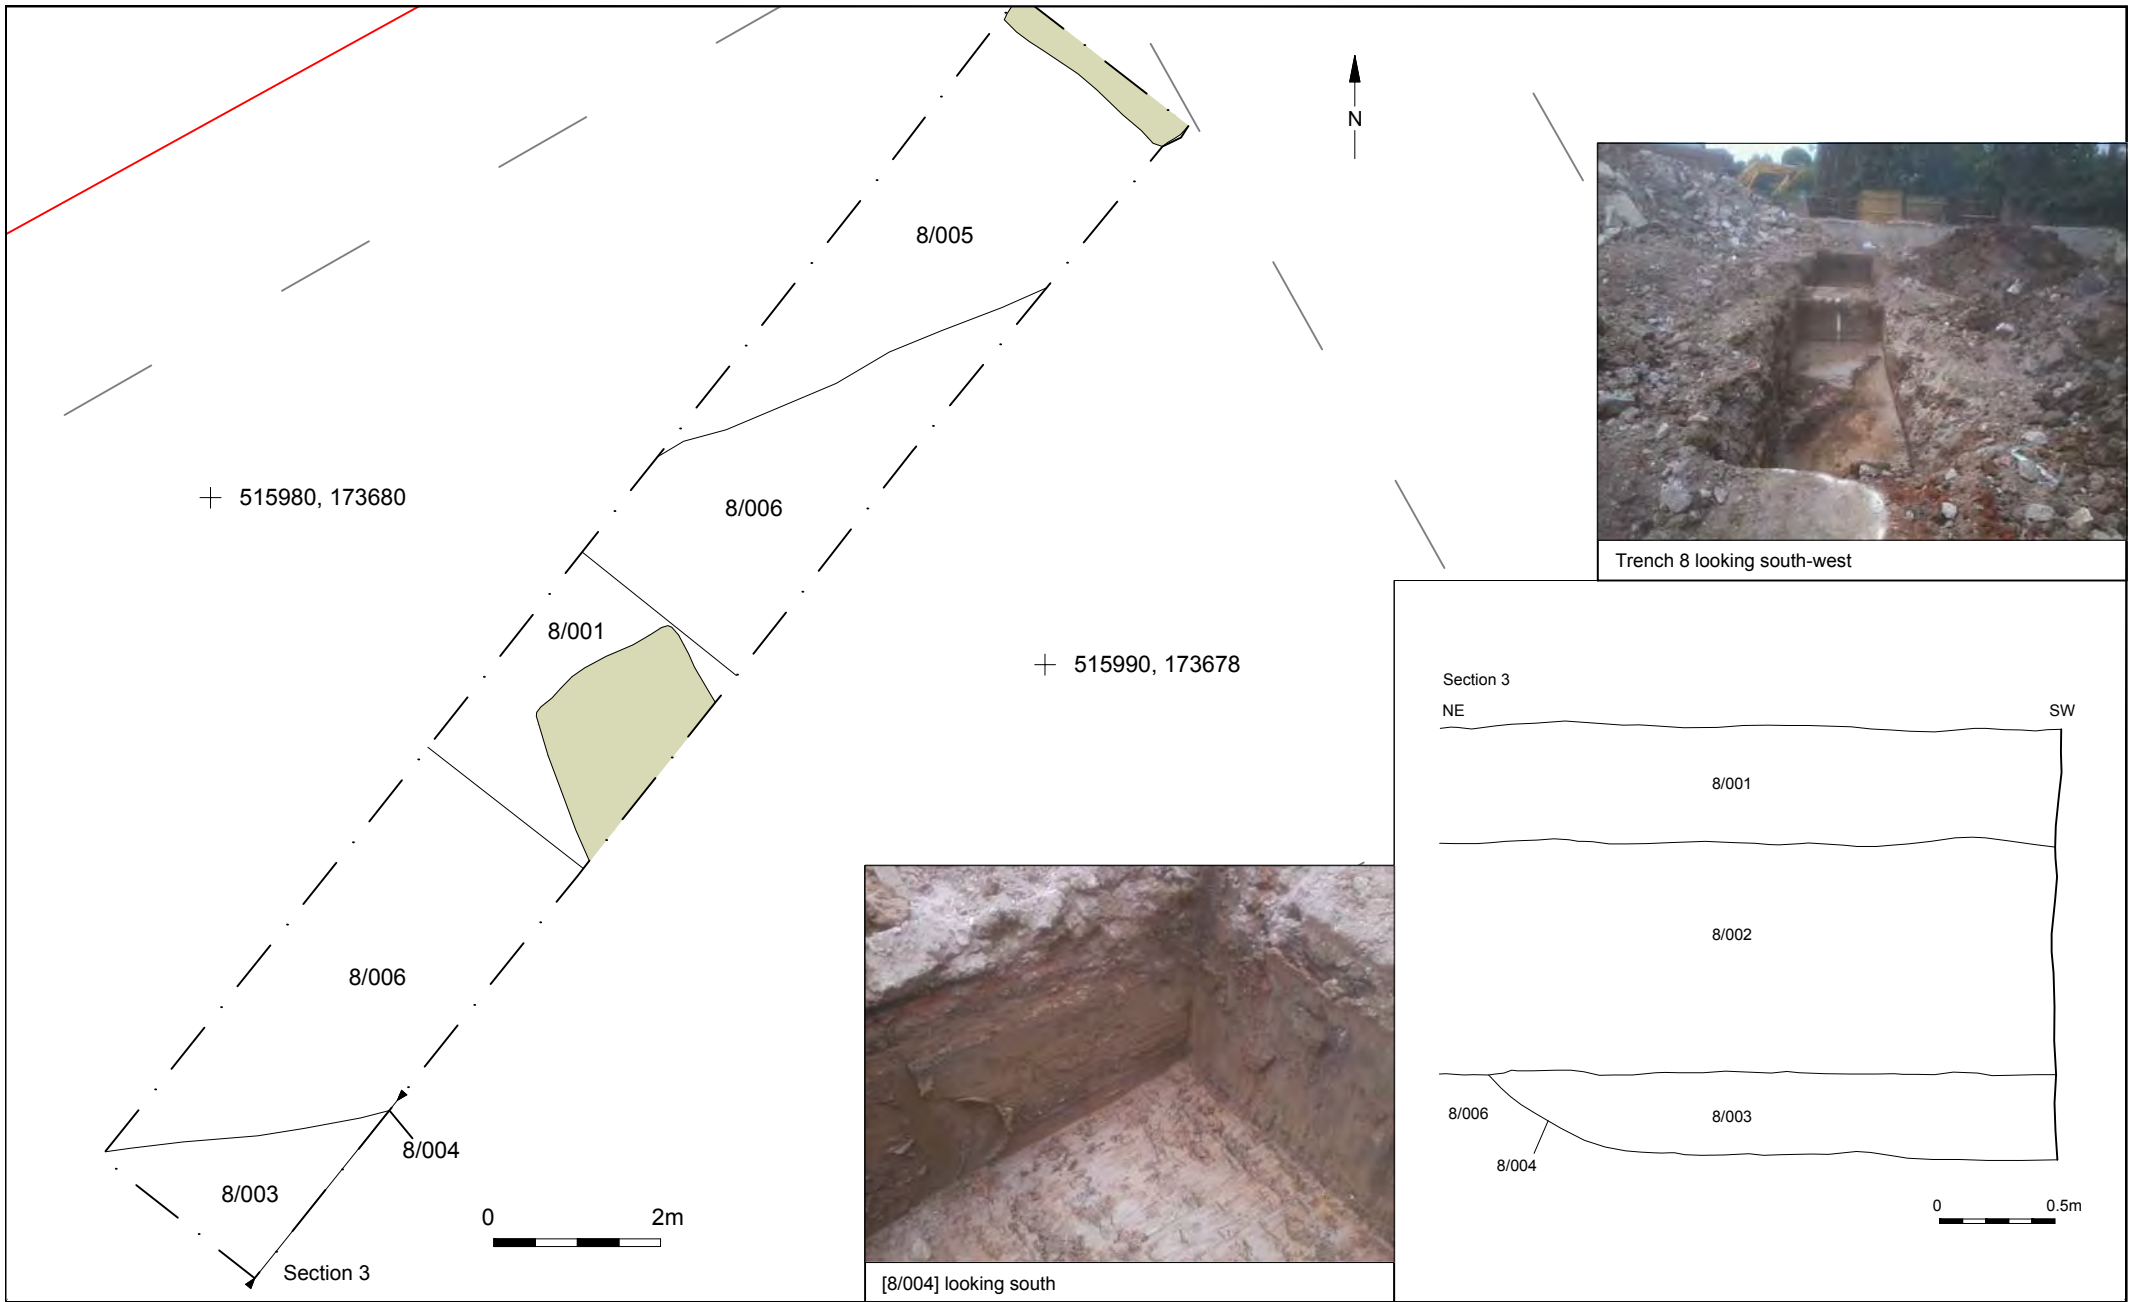 N
8/005
8/006
515980, 173680
8/001
515990, 173678
8/006
8/004
8/003
0 2m
Section 3
Trench 8 looking south-west
[8/004] looking south
Section 3
NE SW
8/001
8/002
8/006
8/003
8/004
0 0.5m